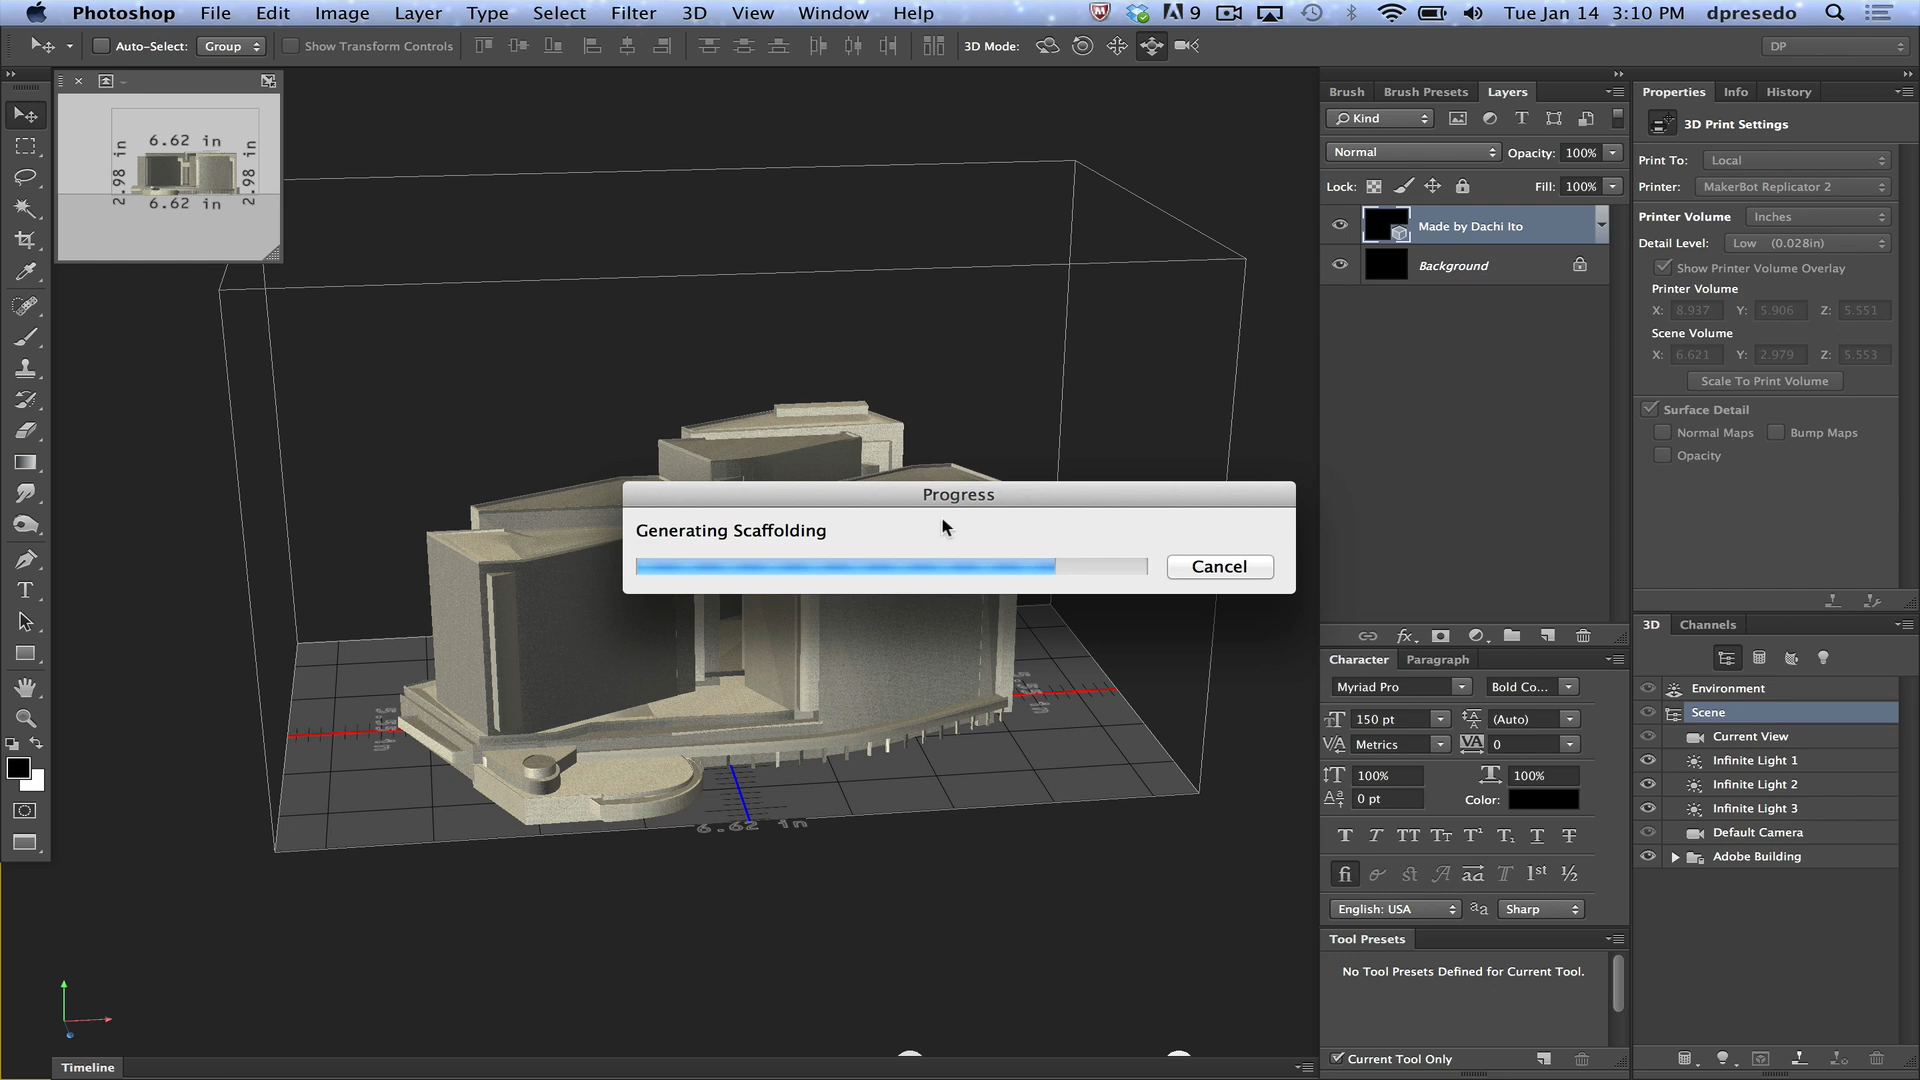 Photoshop File Edit Image Layer Type Select Filter 3D View Window Help 9 Tue Jan 14 3:10 PM dpresedo
Auto-Select: Group Show Transform Controls 3D Mode: DP
6.62 in
2.98 in
2.98 in
6.62 in
Brush Brush Presets Layers
Kind
Normal Opacity: 100%
Lock: Fill: 100%
Made by Dachi Ito
Background
Properties Info History
3D Print Settings
Print To: Local
Printer: MakerBot Replicator 2
Printer Volume Inches
Detail Level: Low (0.028in)
Show Printer Volume Overlay
Printer Volume
X: 8.937 Y: 5.906 Z: 5.551
Scene Volume
X: 6.621 Y: 2.979 Z: 5.553
Scale To Print Volume
Surface Detail
Normal Maps Bump Maps
Opacity
Progress
Generating Scaffolding
Cancel
6.62 in
fx
Character Paragraph
Myriad Pro Bold Co...
150 pt (Auto)
Metrics 0
100% 100%
0 pt Color:
English: USA Sharp
Tool Presets
No Tool Presets Defined for Current Tool.
Current Tool Only
3D Channels
Environment
Scene
Current View
Infinite Light 1
Infinite Light 2
Infinite Light 3
Default Camera
Adobe Building
Timeline